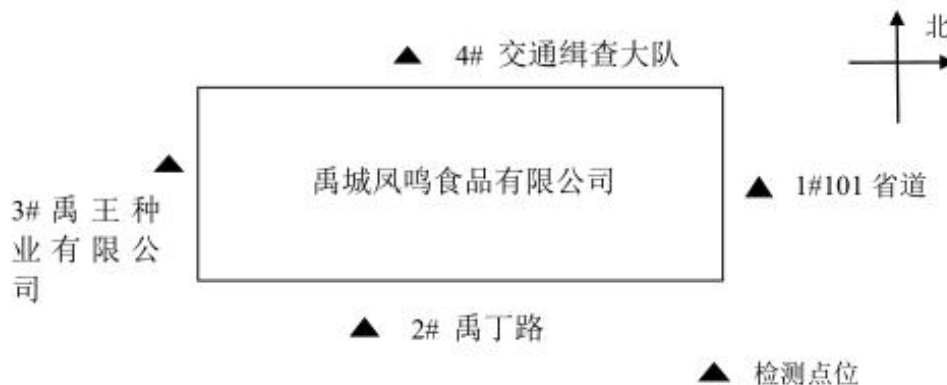 北
4# 交通缉查大队
禹城凤鸣食品有限公司
1#101 省道
3# 禹 王 种
业 有 限 公
司
2# 禹丁路
检测点位